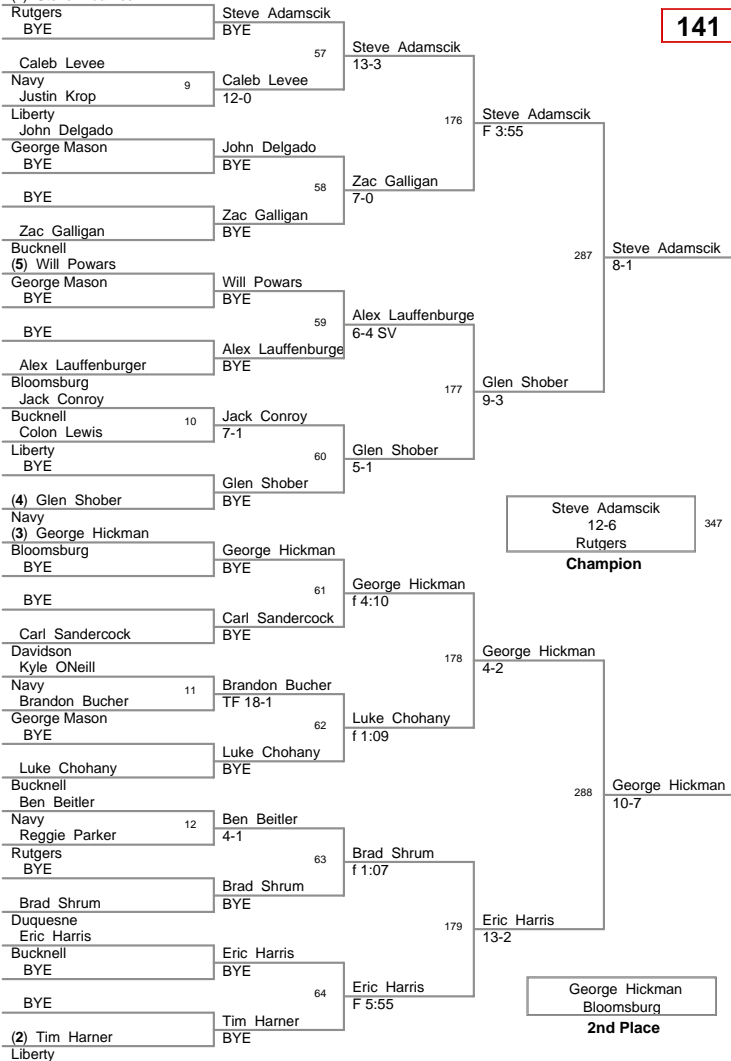 Rutgers
BYE
Caleb Levee
Navy
Justin Krop
Liberty
John Delgado
George Mason
BYE
BYE
Zac Galligan
Bucknell
(5) Will Powars
George Mason
BYE
BYE
Alex Lauffenburger
Bloomsburg
Jack Conroy
Bucknell
Colon Lewis
Liberty
BYE
(4) Glen Shober
Navy
(3) George Hickman
Bloomsburg
BYE
BYE
Carl Sandercock
Davidson
Kyle ONeill
Navy
Brandon Bucher
George Mason
BYE
Luke Chohany
Bucknell
Ben Beitler
Navy
Reggie Parker
Rutgers
BYE
Brad Shrum
Duquesne
Eric Harris
Bucknell
BYE
BYE
(2) Tim Harner
Liberty
9
10
11
12
Steve Adamscik
BYE
Caleb Levee
12-0
John Delgado
BYE
Zac Galligan
BYE
Will Powars
BYE
Alex Lauffenburge
BYE
Jack Conroy
7-1
Glen Shober
BYE
George Hickman
BYE
Carl Sandercock
BYE
Brandon Bucher
TF 18-1
Luke Chohany
BYE
Ben Beitler
4-1
Brad Shrum
BYE
Eric Harris
BYE
Tim Harner
BYE
57
58
59
60
61
62
63
64
Steve Adamscik
13-3
Zac Galligan
7-0
Alex Lauffenburge
6-4 SV
Glen Shober
5-1
George Hickman
f 4:10
Luke Chohany
f 1:09
Brad Shrum
f 1:07
Eric Harris
F 5:55
176
177
178
179
Steve Adamscik
F 3:55
Glen Shober
9-3
George Hickman
4-2
Eric Harris
13-2
287
288
Steve Adamscik
8-1
George Hickman
10-7
141
Steve Adamscik
12-6
Rutgers
347
Champion
George Hickman
Bloomsburg
2nd Place